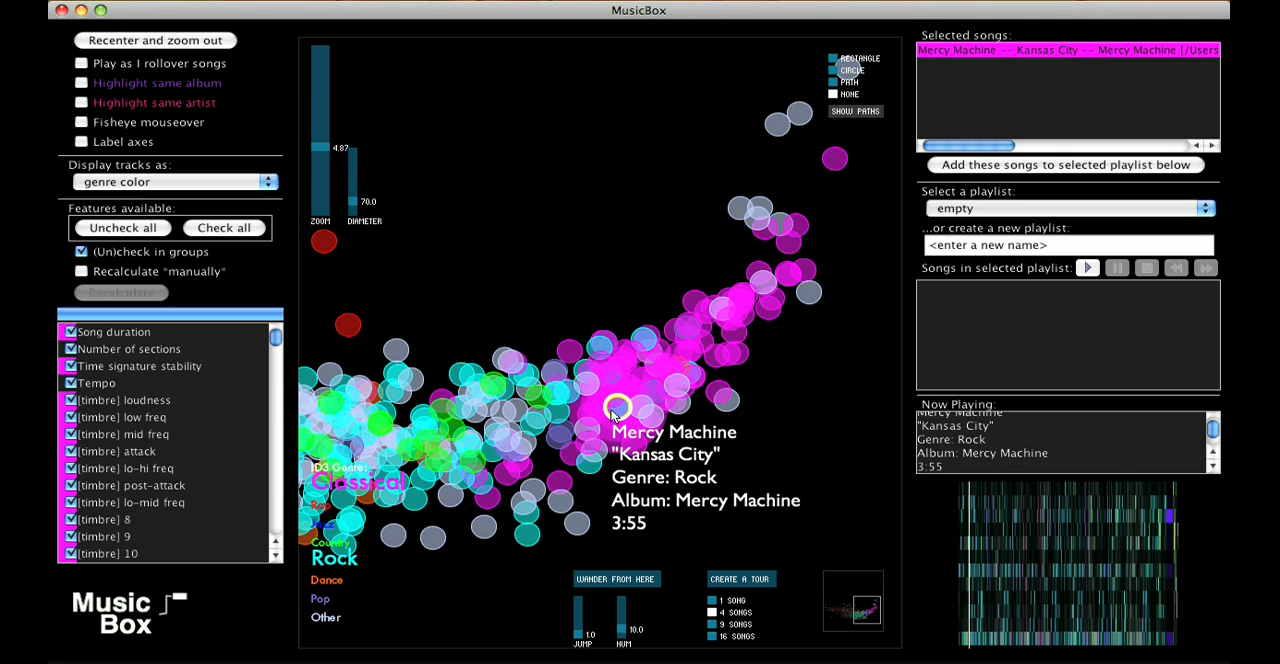 MusicBox
Recenter and zoom out
Play as I rollover songs
Highlight same album
Highlight same artist
Fisheye mouseover
Label axes
Display tracks as:
genre color
Features available:
Uncheck all
Check all
(Un)check in groups
Recalculate "manually"
Song duration
Number of sections
Time signature stability
Tempo
[timbre] loudness
[timbre] low freq
[timbre] mid freq
[timbre] attack
[timbre] lo-hi freq
[timbre] post-attack
[timbre] lo-mid freq
[timbre] 8
[timbre] 9
[timbre] 10
Music
Box
4.87
70.0
ZOOM
DIAMETER
RECTANGLE
CIRCLE
PATH
NONE
SHOW PATHS
Mercy Machine
"Kansas City"
Genre: Rock
Album: Mercy Machine
3:55
ID3 Genre:
Classical
Rap
Jazz
Country
Rock
Dance
Pop
Other
WANDER FROM HERE
1.0
10.0
JUMP
NUM
CREATE A TOUR
1 SONG
4 SONGS
9 SONGS
16 SONGS
Selected songs:
Mercy Machine -- Kansas City -- Mercy Machine [/Users
Add these songs to selected playlist below
Select a playlist:
empty
...or create a new playlist:
<enter a new name>
Songs in selected playlist:
Now Playing:
Mercy Machine
"Kansas City"
Genre: Rock
Album: Mercy Machine
3:55